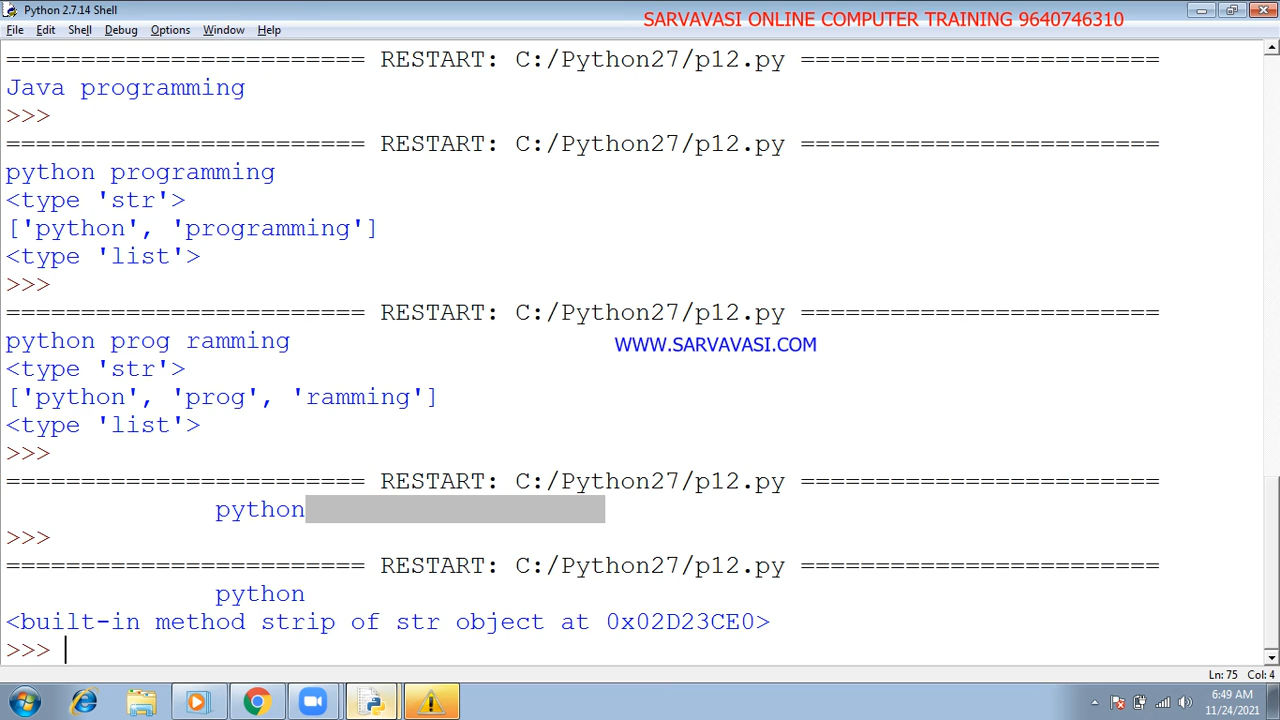 Python 2.7.14 Shell
SARVAVASI ONLINE COMPUTER TRAINING 9640746310
File Edit Shell Debug Options Window Help
======================== RESTART: C:/Python27/p12.py ========================
Java programming
>>>
======================== RESTART: C:/Python27/p12.py ========================
python programming
<type 'str'>
['python', 'programming']
<type 'list'>
>>>
======================== RESTART: C:/Python27/p12.py ========================
python prog ramming
WWW.SARVAVASI.COM
<type 'str'>
['python', 'prog', 'ramming']
<type 'list'>
>>>
======================== RESTART: C:/Python27/p12.py ========================
              python
>>>
======================== RESTART: C:/Python27/p12.py ========================
              python
<built-in method strip of str object at 0x02D23CE0>
>>>
Ln: 75 Col: 4
6:49 AM
11/24/2021